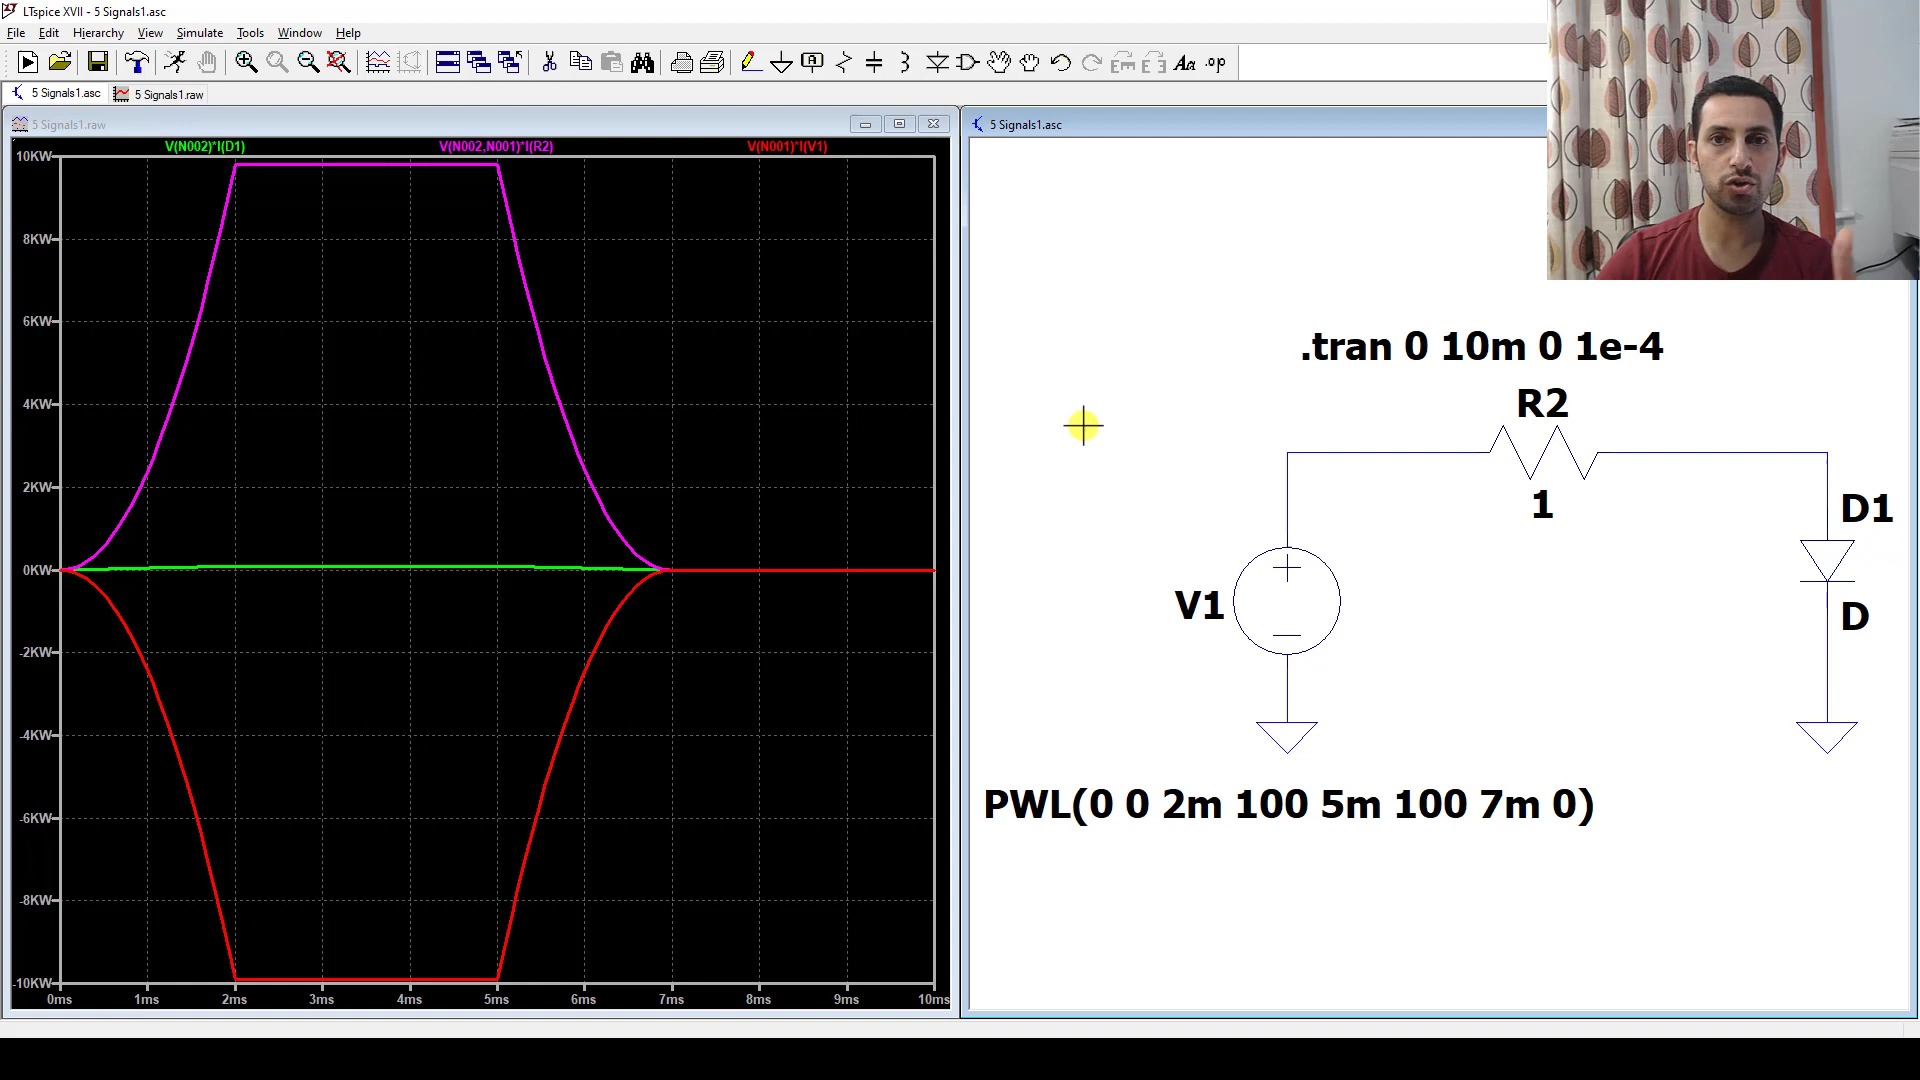 LTspice XVII - 5 Signals1.asc
File Edit Hierarchy View Simulate Tools Window Help
5 Signals1.asc 5 Signals1.raw
5 Signals1.raw
V(N002)*I(D1) V(N002,N001)*I(R2) V(N001)*I(V1)
10KW
8KW
6KW
4KW
2KW
0KW
-2KW
-4KW
-6KW
-8KW
-10KW
0ms 1ms 2ms 3ms 4ms 5ms 6ms 7ms 8ms 9ms 10ms
5 Signals1.asc
.tran 0 10m 0 1e-4
R2
1
D1
V1
D
PWL(0 0 2m 100 5m 100 7m 0)